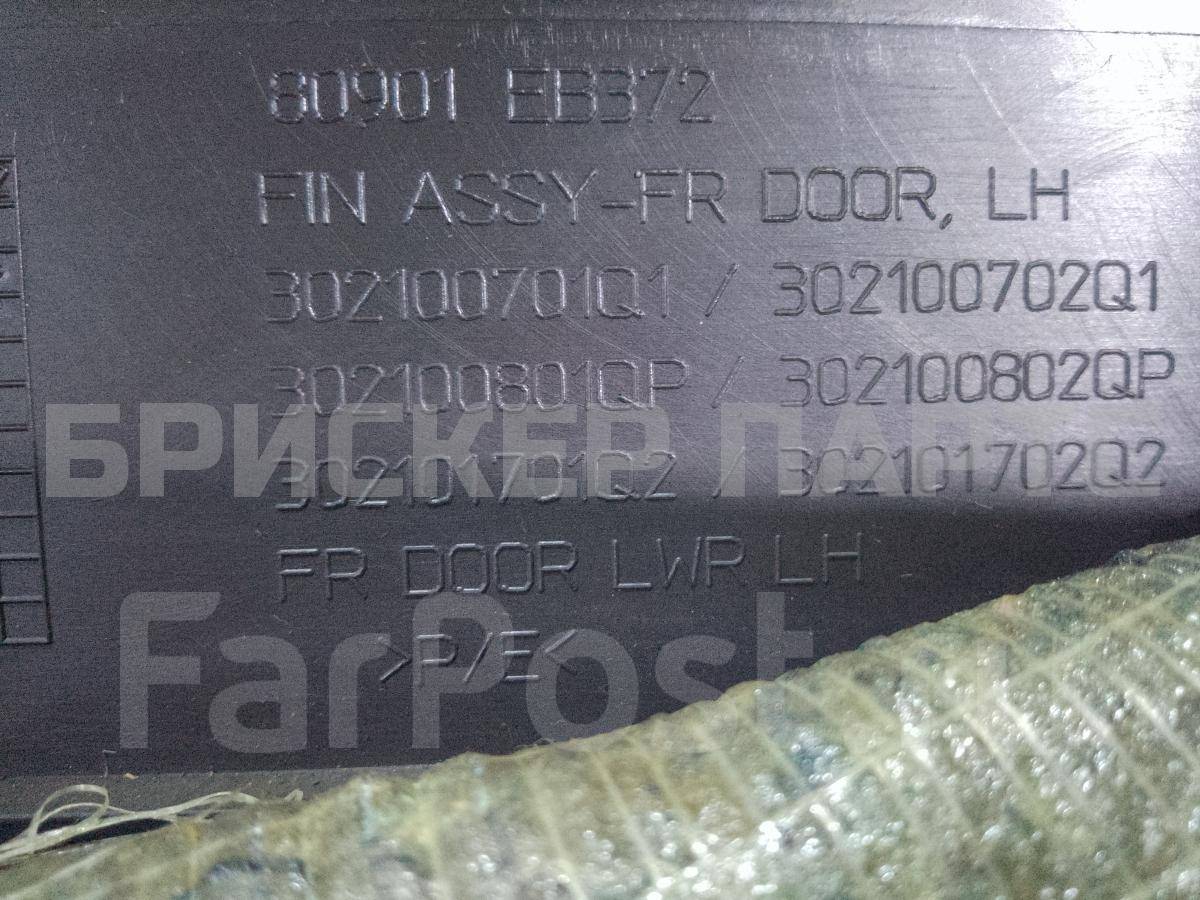 80901 EB372
FIN ASSY-FR DOOR, LH
302100701Q1 / 302100702Q1
302100801QP / 302100802QP
БРИСКЕР ПАРТС
302101701Q2 / 302101702Q2
FR DOOR LWR LH
FarPost
>P/E<